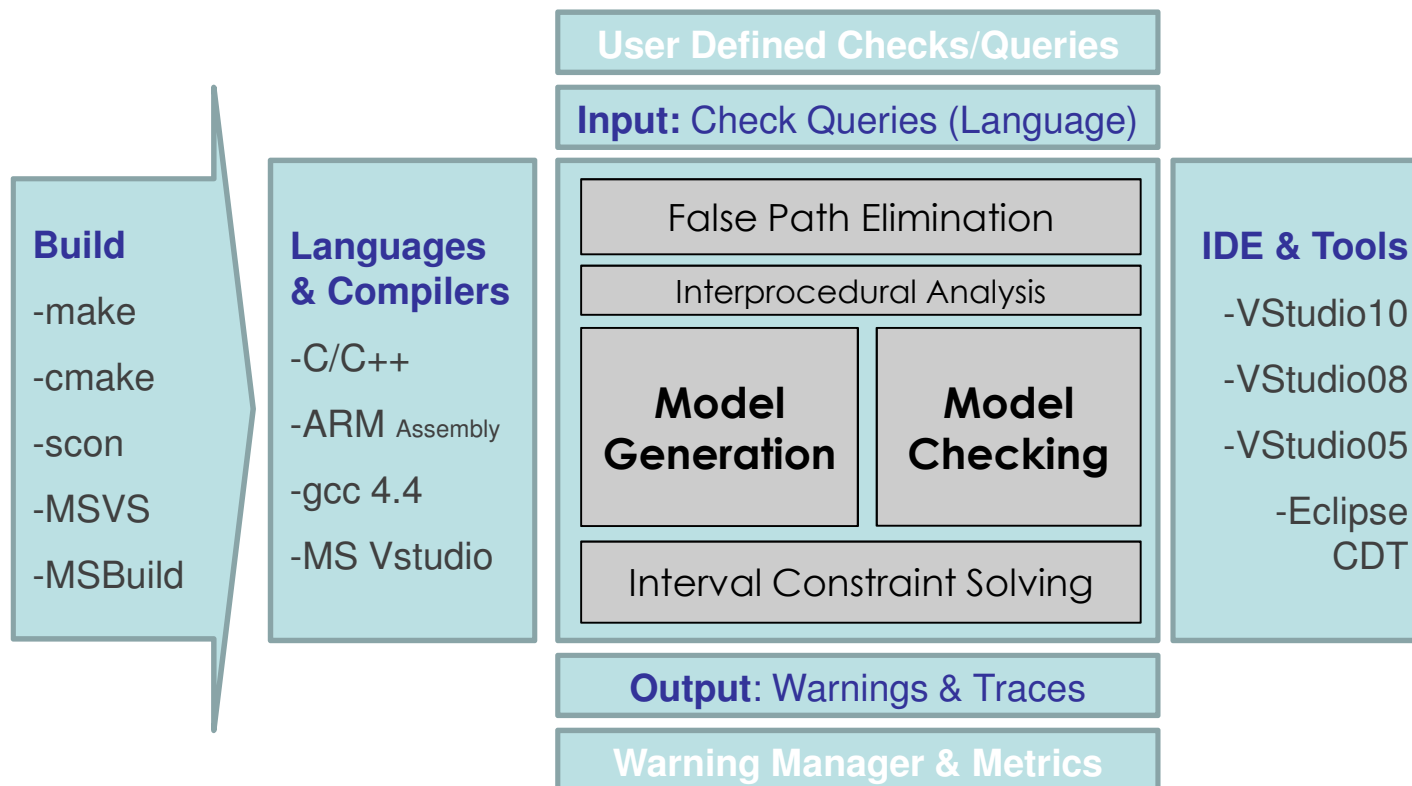 User Defined Checks/Queries
Input: Check Queries (Language)
Build
-make
-cmake
-scon
-MSVS
-MSBuild
Languages
& Compilers
-C/C++
-ARM Assembly
-gcc 4.4
-MS Vstudio
False Path Elimination
Interprocedural Analysis
Model
Generation
Model
Checking
Interval Constraint Solving
IDE & Tools
-VStudio10
-VStudio08
-VStudio05
-Eclipse
CDT
Output: Warnings & Traces
Warning Manager & Metrics